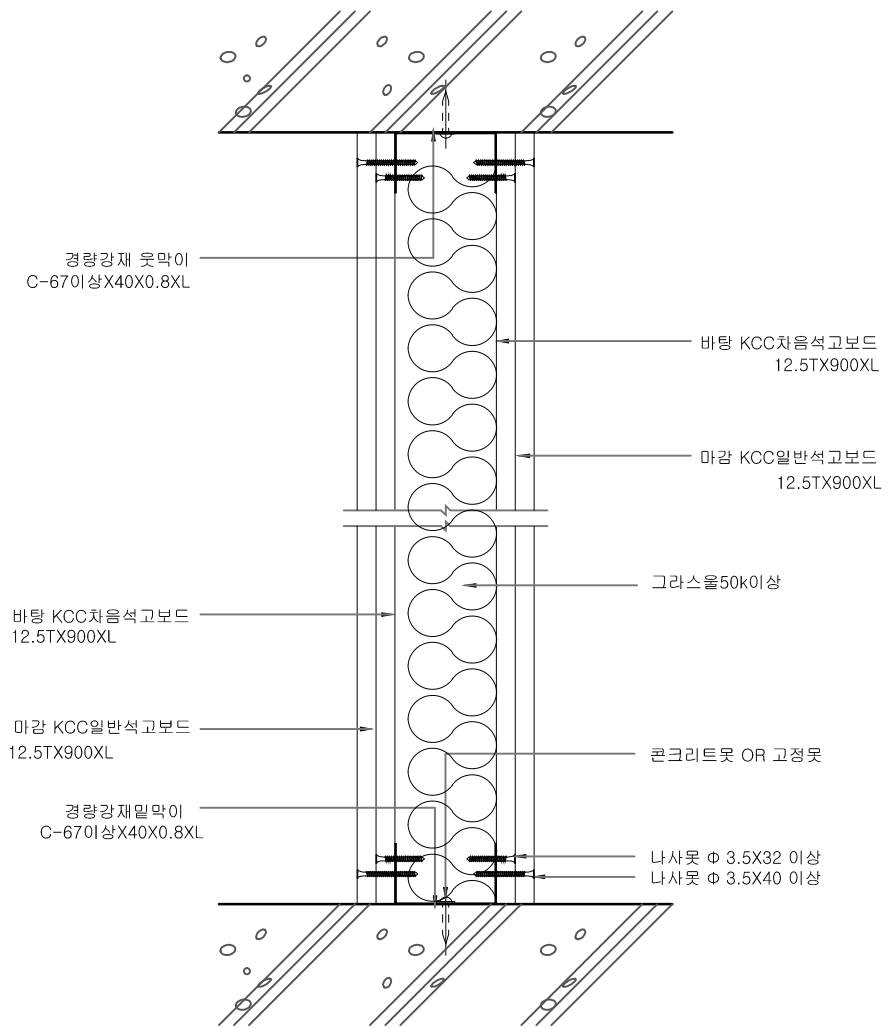 경량강재 웃막이
C-67이상X40X0.8XL
바탕 KCC차음석고보드
12.5TX900XL
마감 KCC일반석고보드
12.5TX900XL
그라스울50k이상
바탕 KCC차음석고보드
12.5TX900XL
마감 KCC일반석고보드
12.5TX900XL
콘크리트못 OR 고정못
경량강재밑막이
C-67이상X40X0.8XL
나사못 Φ 3.5X32 이상
나사못 Φ 3.5X40 이상